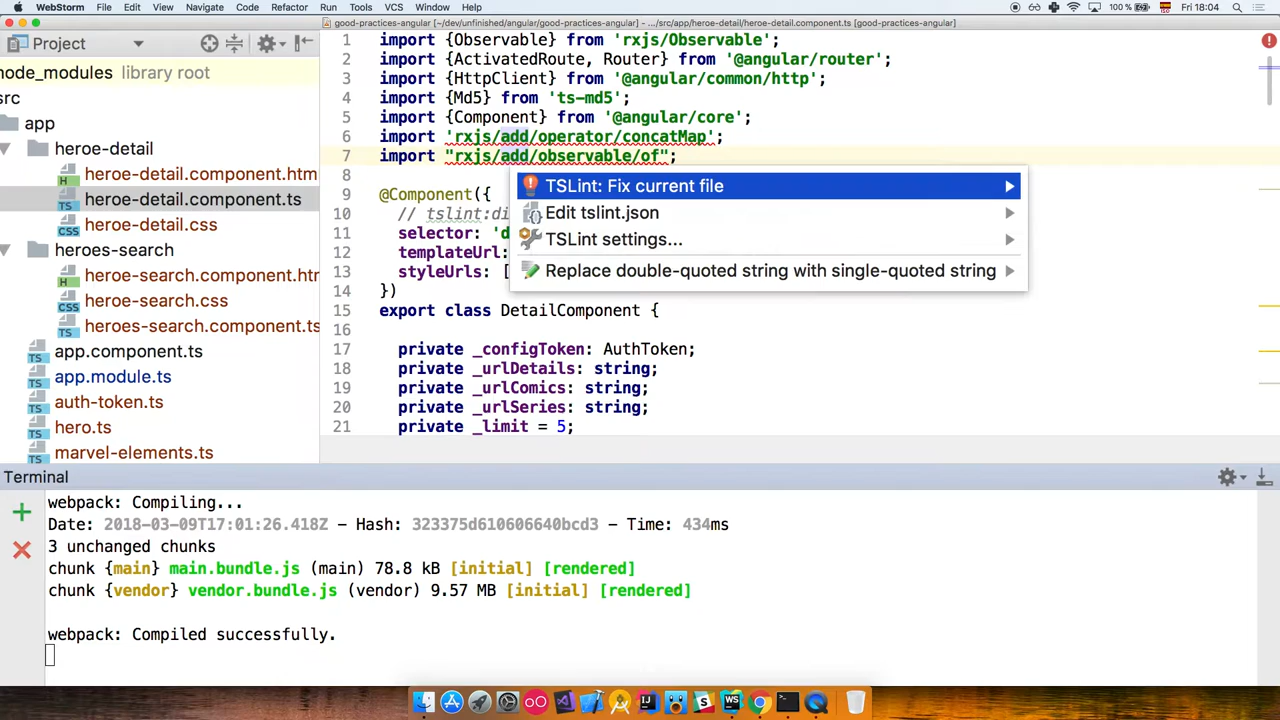 WebStorm File Edit View Navigate Code Refactor Run Tools VCS Window Help 100 % Fri 18:04
good-practices-angular [~/dev/unfinished/angular/good-practices-angular] - .../src/app/heroe-detail/heroe-detail.component.ts [good-practices-angular]
Project
node_modules library root
src
app
heroe-detail
heroe-detail.component.htm
heroe-detail.component.ts
heroe-detail.css
heroes-search
heroe-search.component.htm
heroe-search.css
heroes-search.component.ts
app.component.ts
app.module.ts
auth-token.ts
hero.ts
marvel-elements.ts
1 import {Observable} from 'rxjs/Observable';
2 import {ActivatedRoute, Router} from '@angular/router';
3 import {HttpClient} from '@angular/common/http';
4 import {Md5} from 'ts-md5';
5 import {Component} from '@angular/core';
6 import 'rxjs/add/operator/concatMap';
7 import "rxjs/add/observable/of";
9 @Component({
10 // tslint:di
11 selector: 'd
12 templateUrl:
13 styleUrls: [
14 })
15 export class DetailComponent {
16
17 private _configToken: AuthToken;
18 private _urlDetails: string;
19 private _urlComics: string;
20 private _urlSeries: string;
21 private _limit = 5;
TSLint: Fix current file
Edit tslint.json
TSLint settings...
Replace double-quoted string with single-quoted string
Terminal
webpack: Compiling...
Date: 2018-03-09T17:01:26.418Z - Hash: 323375d610606640bcd3 - Time: 434ms
3 unchanged chunks
chunk {main} main.bundle.js (main) 78.8 kB [initial] [rendered]
chunk {vendor} vendor.bundle.js (vendor) 9.57 MB [initial] [rendered]
webpack: Compiled successfully.